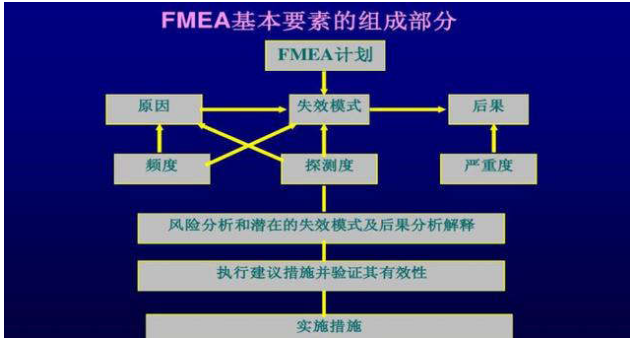 FMEA基本要素的组成部分
FMEA计划
原因
失效模式
后果
频度
探测度
严重度
风险分析和潜在的失效模式及后果分析解释
执行建议措施并验证其有效性
实施措施